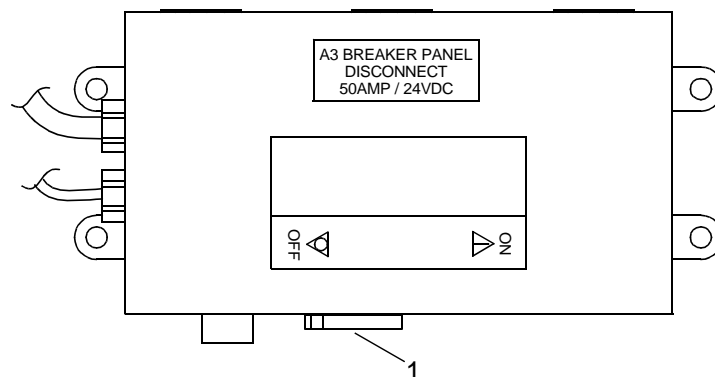 A3 BREAKER PANEL
DISCONNECT
50AMP / 24VDC
OFF
ON
1